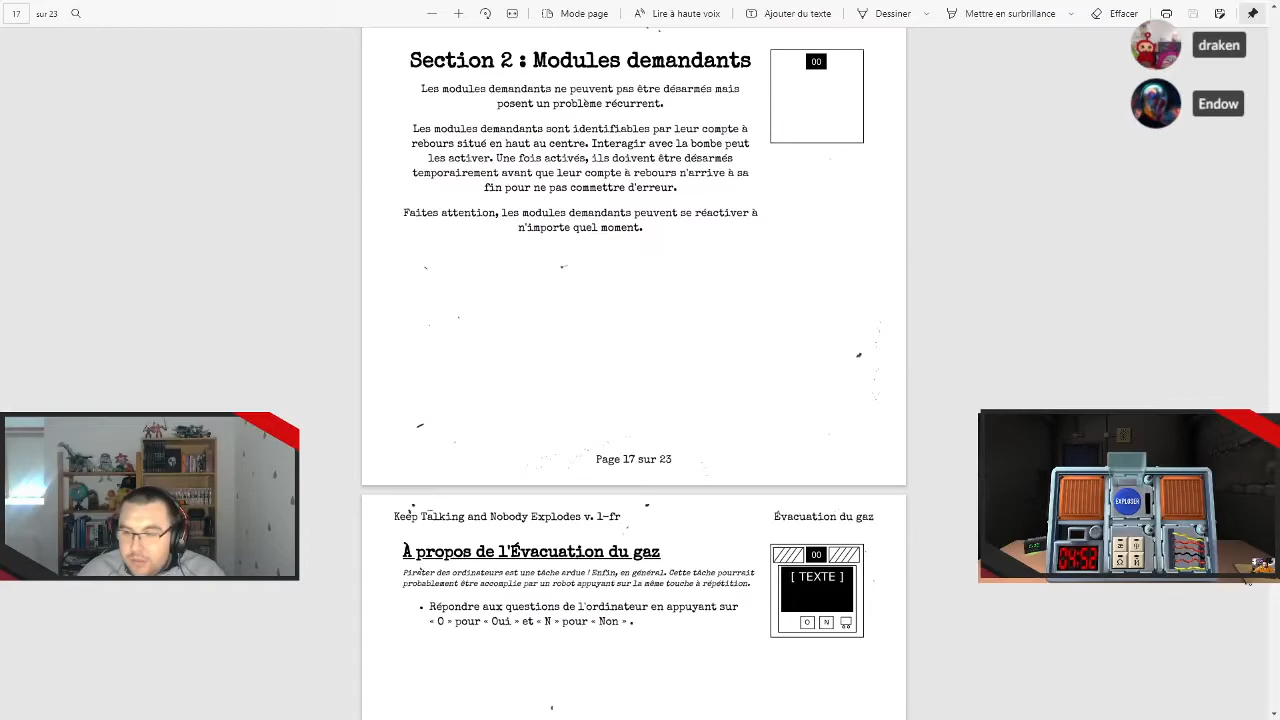 17 sur 23
Mode page
Lire à haute voix
Ajouter du texte
Dessiner
Mettre en surbrillance
Effacer
draken
Endow
Section 2 : Modules demandants
00
Les modules demandants ne peuvent pas être désarmés mais
posent un problème récurrent.
Les modules demandants sont identifiables par leur compte à
rebours situé en haut au centre. Interagir avec la bombe peut
les activer. Une fois activés, ils doivent être désarmés
temporairement avant que leur compte à rebours n'arrive à sa
fin pour ne pas commettre d'erreur.
Faites attention, les modules demandants peuvent se réactiver à
n'importe quel moment.
Page 17 sur 23
Keep Talking and Nobody Explodes v. 1-fr
Évacuation du gaz
À propos de l'Évacuation du gaz
Pirater des ordinateurs est une tâche ardue ! Enfin, en général. Cette tâche pourrait
probablement être accomplie par un robot appuyant sur la même touche à répétition.
• Répondre aux questions de l'ordinateur en appuyant sur
« O » pour « Oui » et « N » pour « Non » .
00
[ TEXTE ]
O N
EXPLOSER
04:52